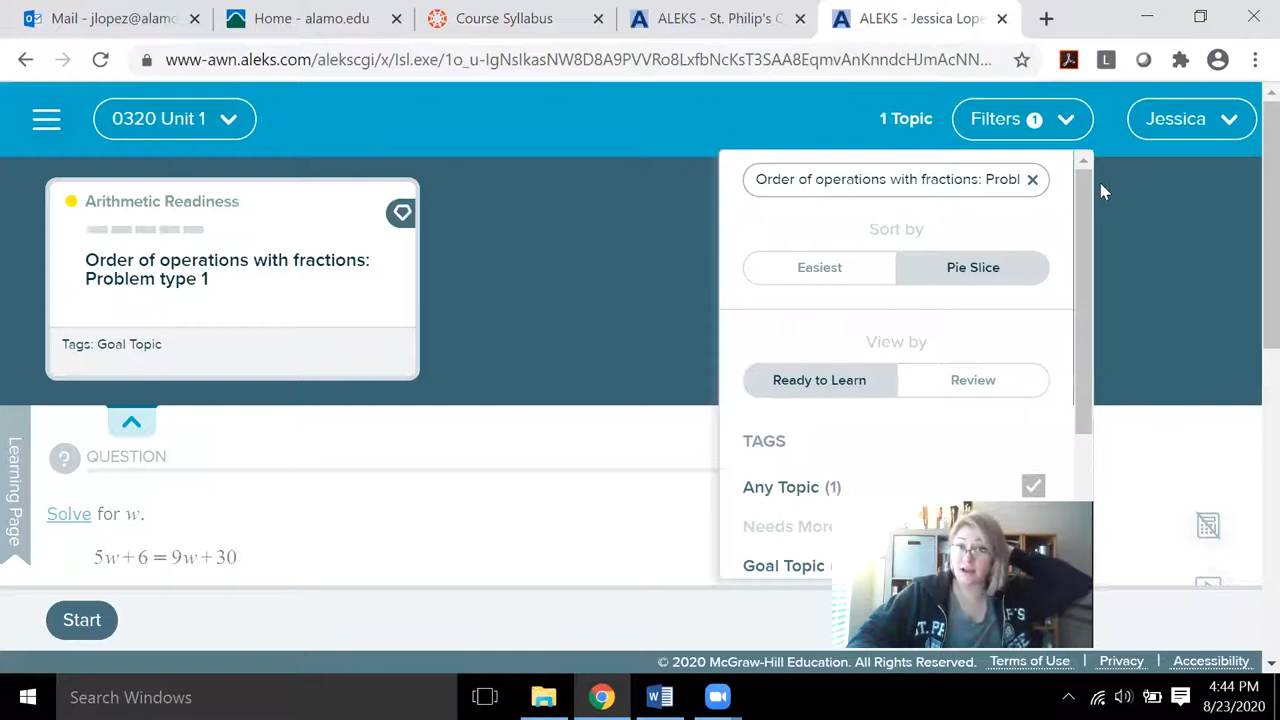 Mail - jlopez@alamo
Home - alamo.edu
Course Syllabus
ALEKS - St. Philip's C
ALEKS - Jessica Lope
www-awn.aleks.com/alekscgi/x/Isl.exe/1o_u-IgNsIkasNW8D8A9PVVRo8LxfbNcKsT3SAA8EqmvAnKnndcHJmAcNN...
0320 Unit 1
1 Topic
Filters 1
Jessica
Arithmetic Readiness
Order of operations with fractions:
Problem type 1
Tags: Goal Topic
Order of operations with fractions: Probl
Sort by
Easiest
Pie Slice
View by
Ready to Learn
Review
TAGS
Any Topic (1)
Needs More
Goal Topic
Learning Page
QUESTION
Solve for w.
5w + 6 = 9w + 30
Start
ST. P
P'S
© 2020 McGraw-Hill Education. All Rights Reserved.
Terms of Use
Privacy
Accessibility
Search Windows
4:44 PM
8/23/2020